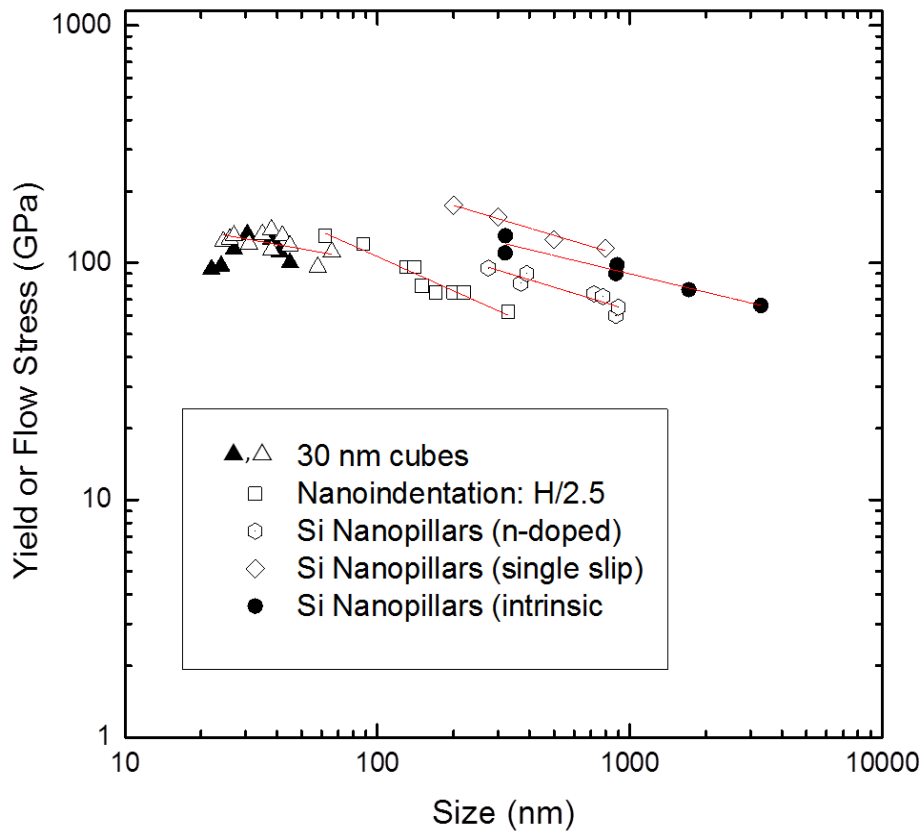 1000
100
10
1
Yield or Flow Stress (GPa)
, 30 nm cubes
Nanoindentation: H/2.5
Si Nanopillars (n-doped)
Si Nanopillars (single slip)
Si Nanopillars (intrinsic
10 100 1000 10000
Size (nm)